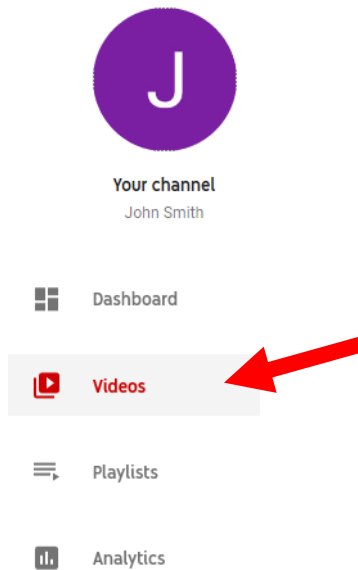 J
Your channel
John Smith
Dashboard
Videos
Playlists
Analytics